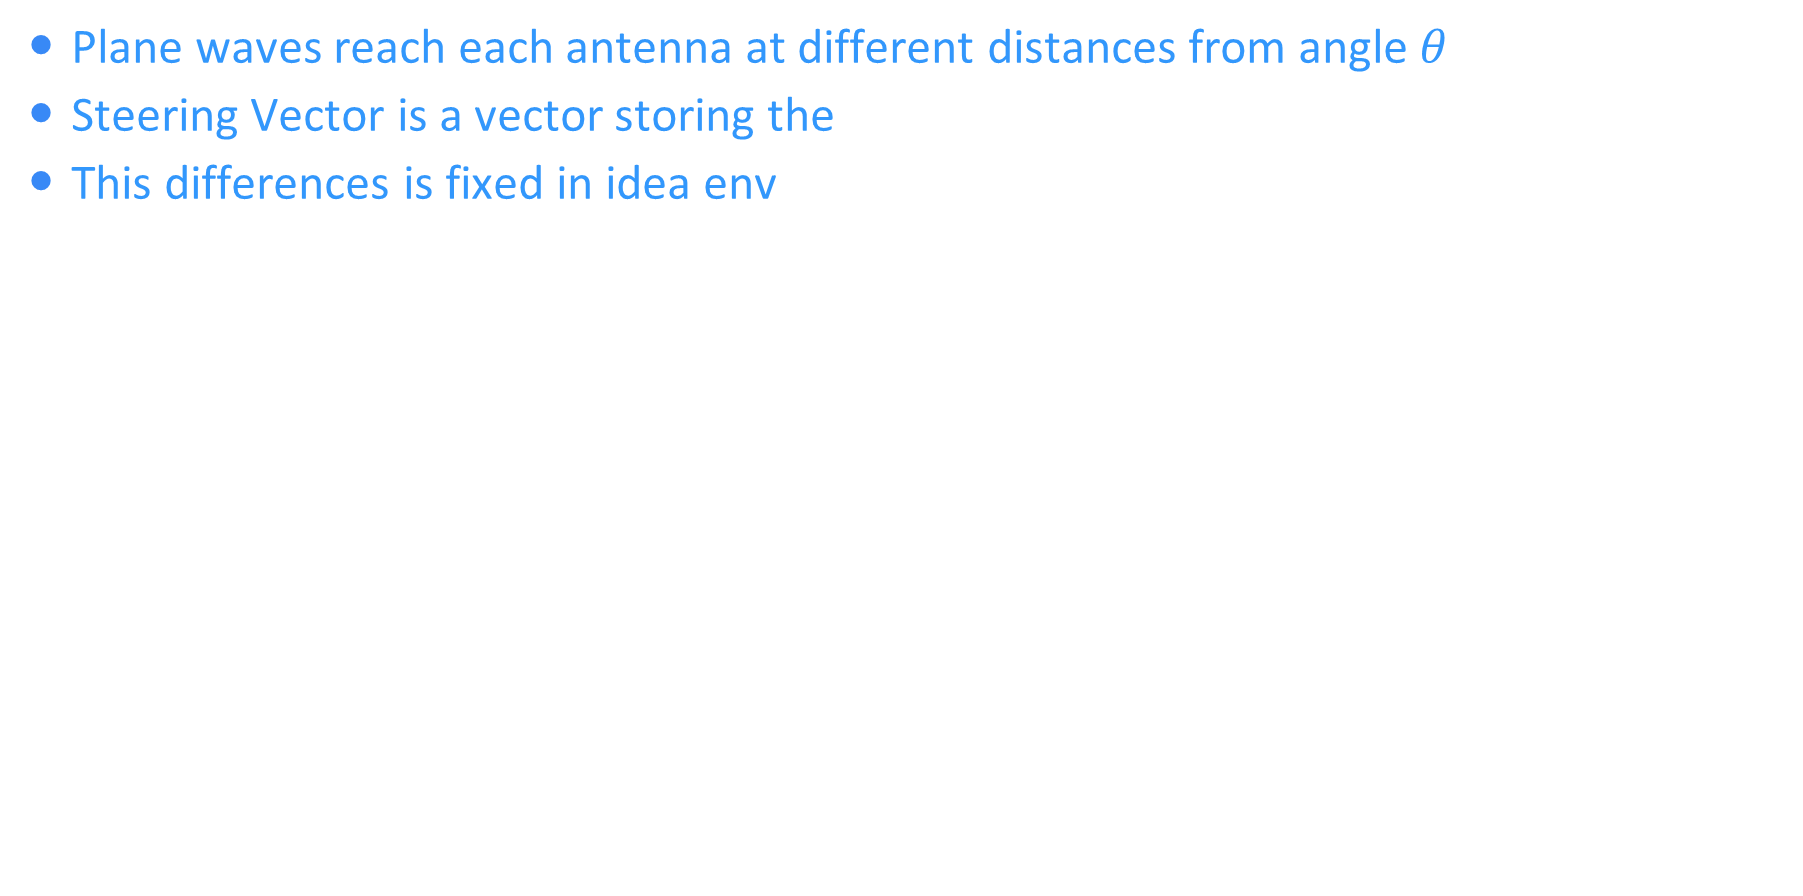 • Plane waves reach each antenna at different distances from angle θ
• Steering Vector is a vector storing the
• This differences is fixed in idea env